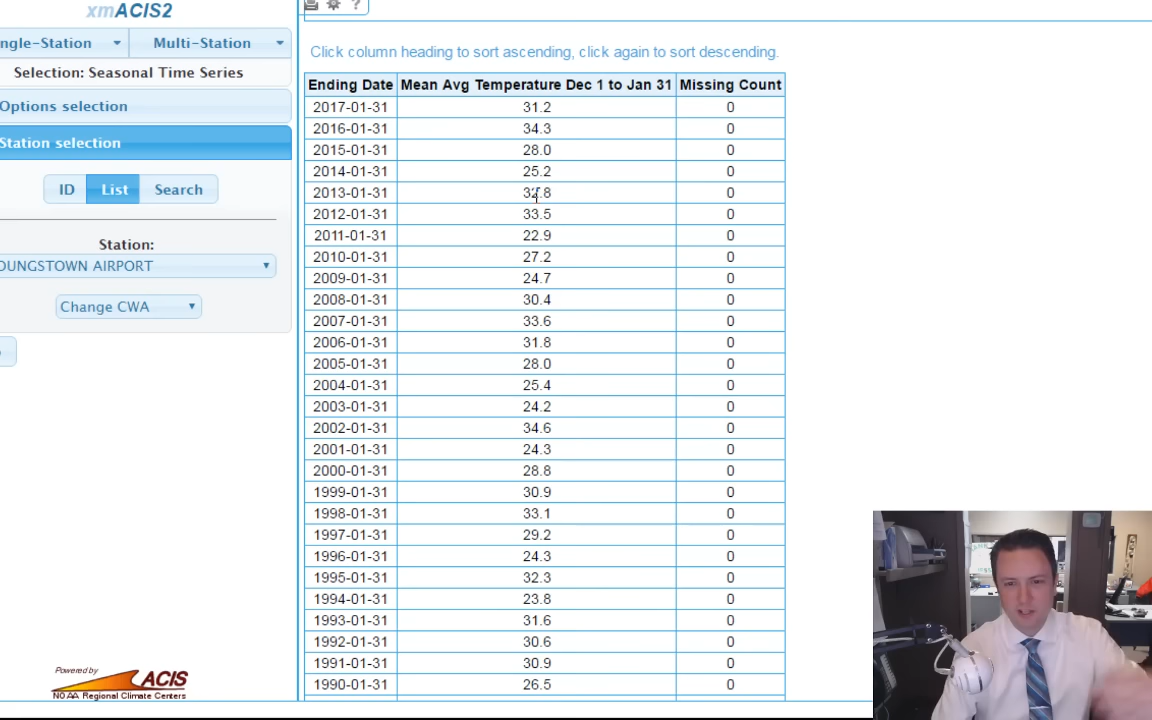 xmACIS2
?
ngle-Station Multi-Station
Selection: Seasonal Time Series
Options selection
Station selection
ID List Search
Station:
OUNGSTOWN AIRPORT
Change CWA
Powered by
ACIS
NOAA Regional Climate Centers
Click column heading to sort ascending, click again to sort descending.
Ending Date Mean Avg Temperature Dec 1 to Jan 31 Missing Count
2017-01-31 31.2 0
2016-01-31 34.3 0
2015-01-31 28.0 0
2014-01-31 25.2 0
2013-01-31 0
2012-01-31 33.5 0
2011-01-31 22.9 0
2010-01-31 27.2 0
2009-01-31 24.7 0
2008-01-31 30.4 0
2007-01-31 33.6 0
2006-01-31 31.8 0
2005-01-31 28.0 0
2004-01-31 25.4 0
2003-01-31 24.2 0
2002-01-31 34.6 0
2001-01-31 24.3 0
2000-01-31 28.8 0
1999-01-31 30.9 0
1998-01-31 33.1 0
1997-01-31 29.2 0
1996-01-31 24.3 0
1995-01-31 32.3 0
1994-01-31 23.8 0
1993-01-31 31.6 0
1992-01-31 30.6 0
1991-01-31 30.9 0
1990-01-31 26.5 0